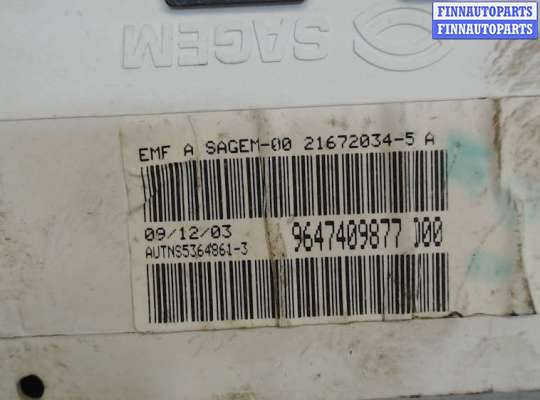 FINNAUTOPARTS
FINNAUTOPARTS
SAGEM
EMF A SAGEM-00 21672034-5 A
09/12/03 9647409877 D00
AUTNS5364861-3